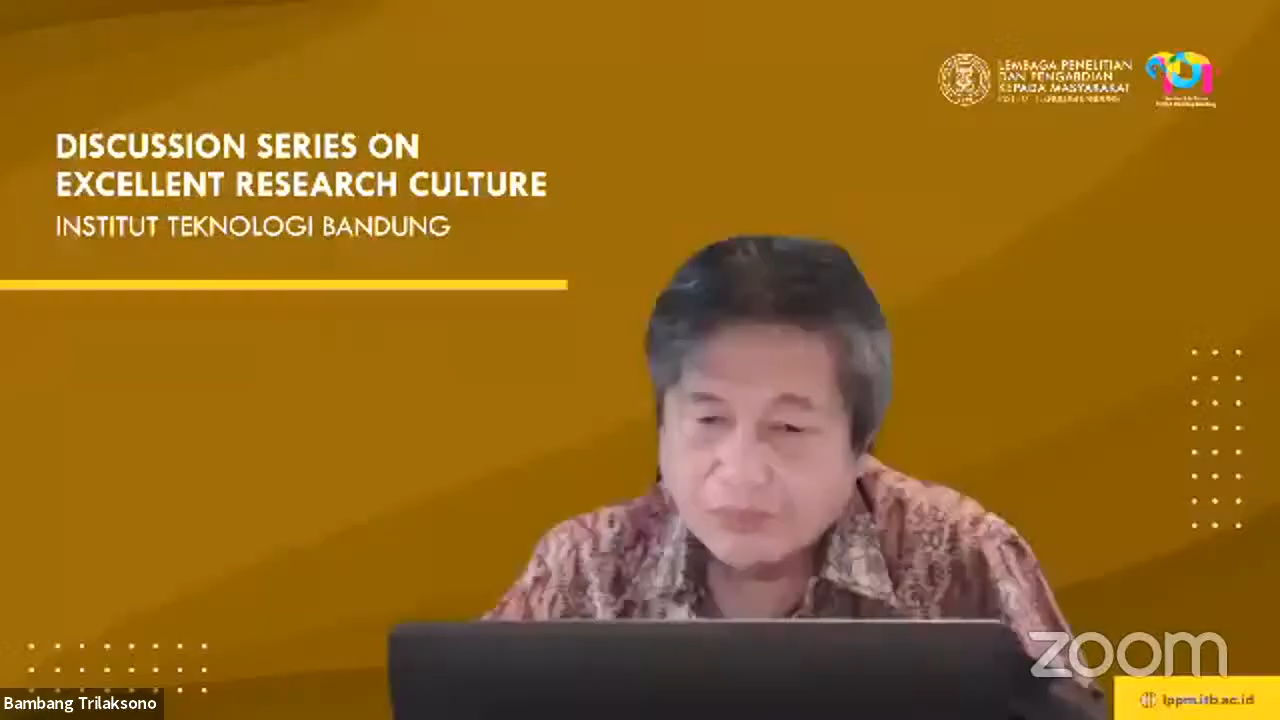 LEMBAGA PENELITIAN
DAN PENGABDIAN
KEPADA MASYARAKAT
DISCUSSION SERIES ON
EXCELLENT RESEARCH CULTURE
INSTITUT TEKNOLOGI BANDUNG
zoom
Bambang Trilaksono
lppm.itb.ac.id